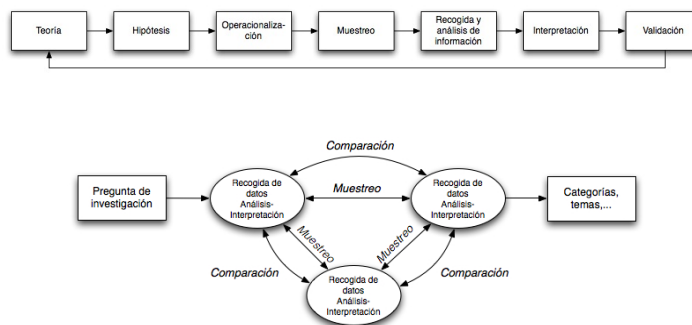 Teoría
Hipótesis
Operacionaliza-
ción
Muestreo
Recogida y
análisis de
información
Interpretación
Validación
Comparación
Pregunta de
investigación
Recogida de
datos
Análisis-
Interpretación
Muestreo
Recogida de
datos
Análisis-
Interpretación
Categorías,
temas,...
Muestreo
Muestreo
Comparación
Comparación
Recogida de
datos
Análisis-
Interpretación